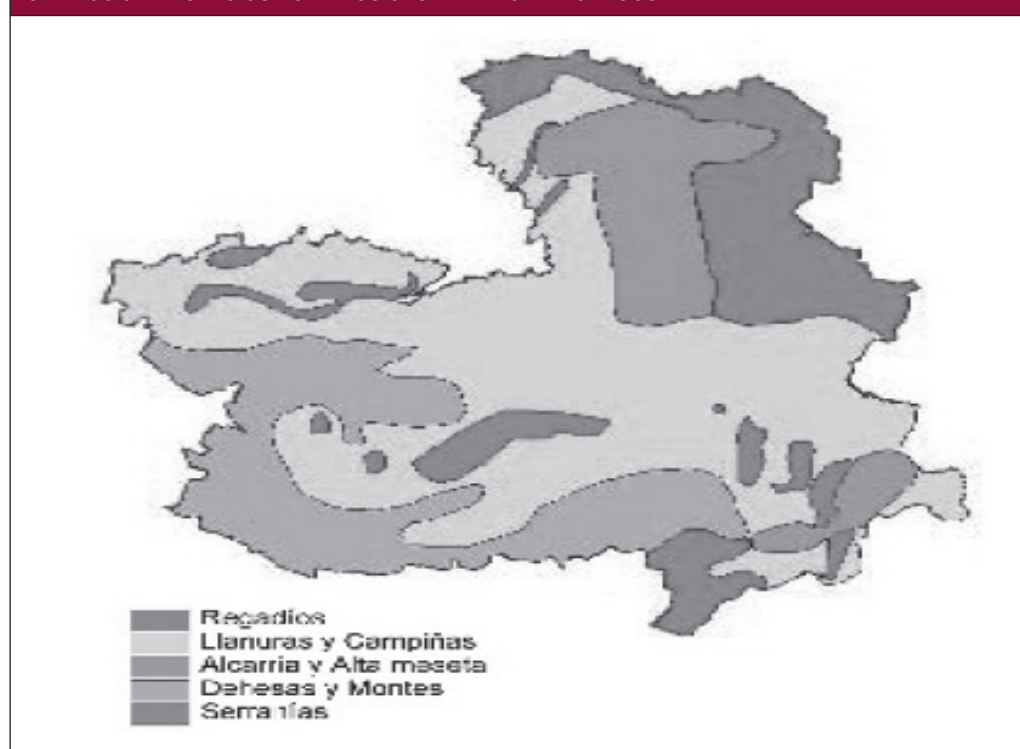 Regadíos
Llanuras y Campiñas
Alcarria y Alta meseta
Dehesas y Montes
Serranías